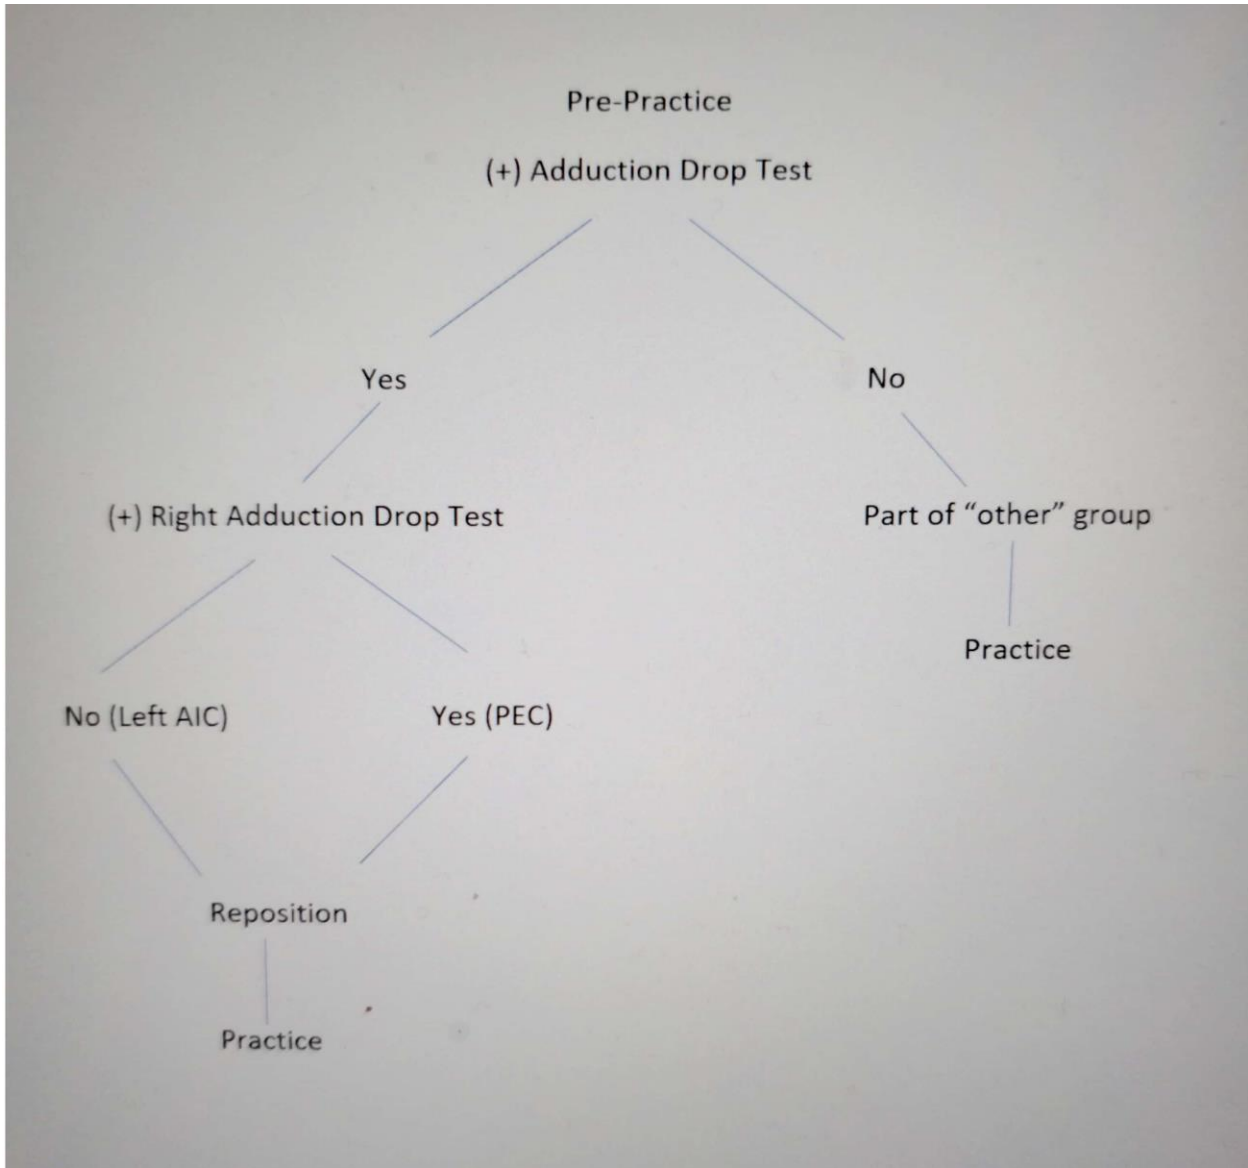 Pre-Practice
(+) Adduction Drop Test
Yes
No
(+) Right Adduction Drop Test
Part of “other” group
Practice
No (Left AIC)
Yes (PEC)
Reposition
Practice